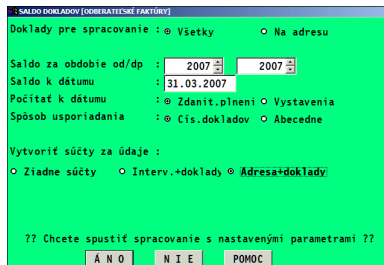 SALDO DOKLADOV [ODBERATEĽSKÉ FAKTÚRY]
Doklady pre spracovanie : Všetky Na adresu
Saldo za obdobie od/dp : 2007 2007
Saldo k dátumu : 31.03.2007
Počítať k dátumu : Zdanit.plneni Vystavenia
Spôsob usporiadania : Cís.dokladov Abecedne
Vytvoriť súčty za údaje :
Ziadne súčty Interv.+doklady Adresa+doklady
?? Chcete spustiť spracovanie s nastavenými parametrami ??
Á N O N I E POMOC